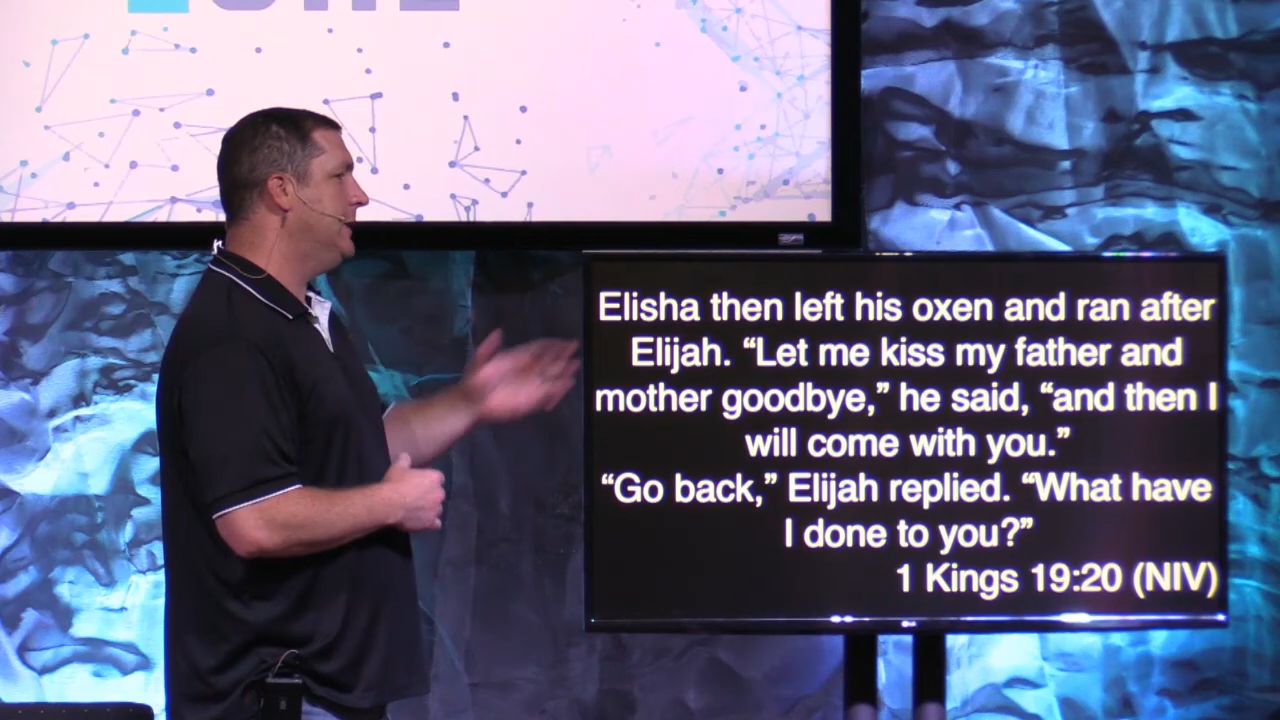 Elisha then left his oxen and ran after
Elijah. “Let me kiss my father and
mother goodbye,” he said, “and then I
will come with you.”
“Go back,” Elijah replied. “What have
I done to you?”
1 Kings 19:20 (NIV)